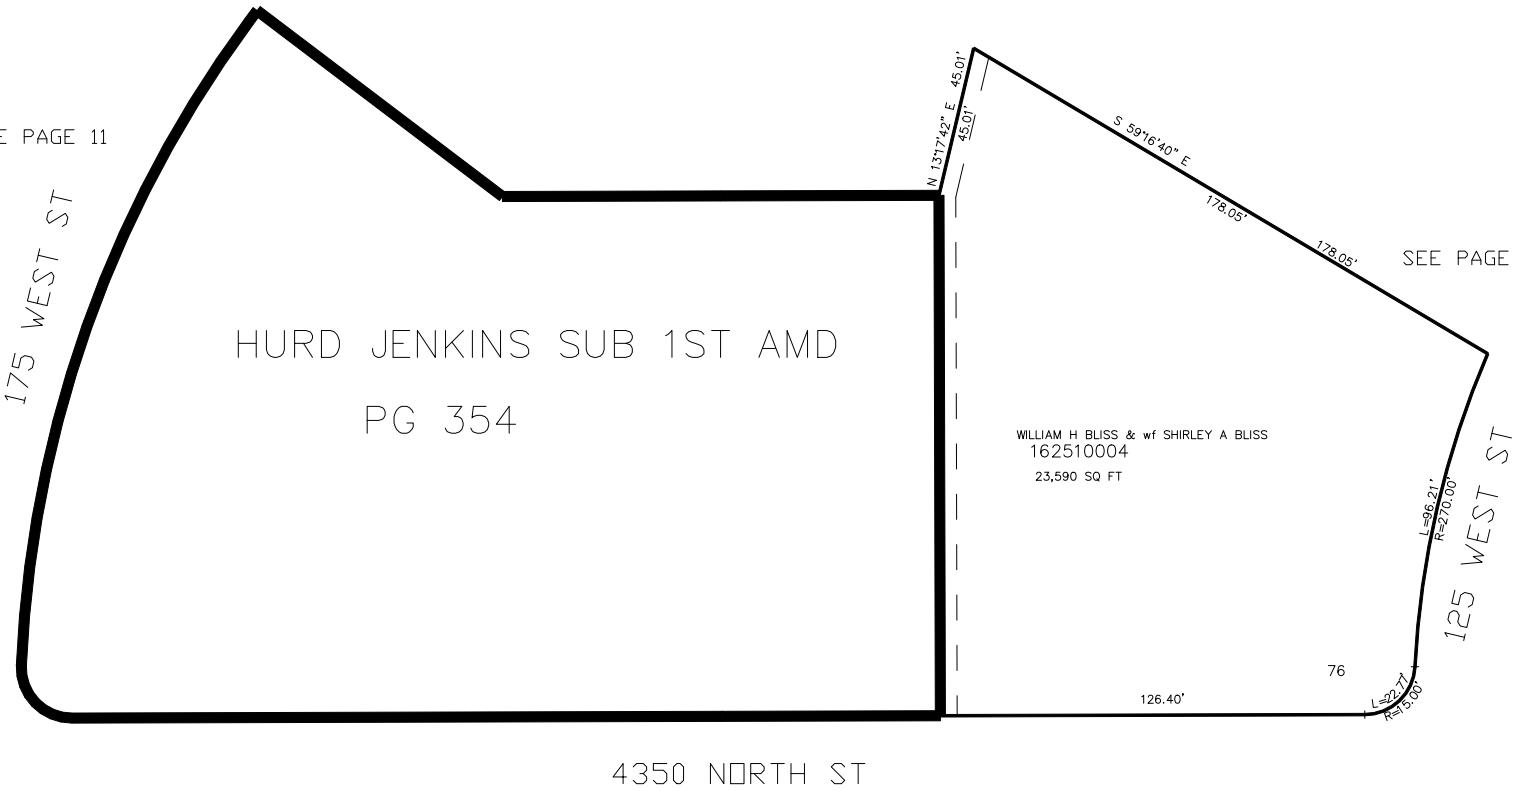 E PAGE 11
175 WEST ST
HURD JENKINS SUB 1ST AMD
PG 354
N 13°17'42" E 45.01'
45.01'
S 59°16'40" E
178.05'
178.05'
SEE PAGE
WILLIAM H BLISS & wf SHIRLEY A BLISS
162510004
23,590 SQ FT
L=96.21'
R=270.00'
125 WEST ST
76
126.40'
L=22.77'
R=15.00'
4350 NORTH ST